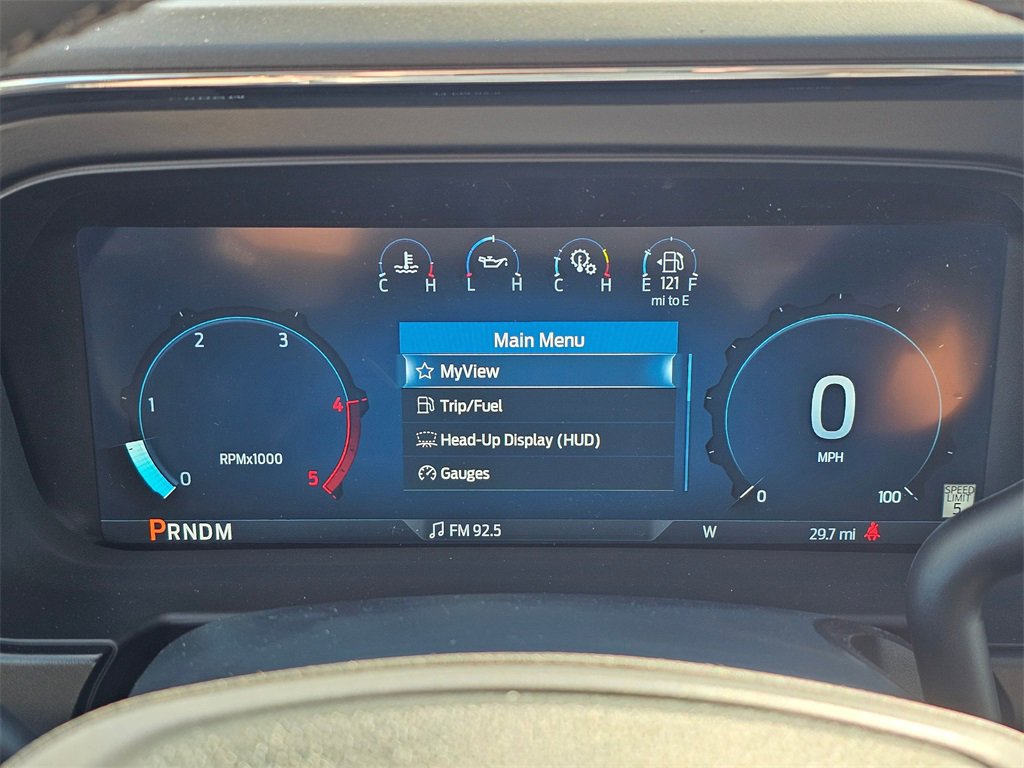 C H
L H
C H
E 121 F
mi to E
Main Menu
MyView
Trip/Fuel
Head-Up Display (HUD)
Gauges
0
1
2
3
4
5
RPMx1000
0
MPH
0
100
SPEED
LIMIT
PRNDM
FM 92.5
W
29.7 mi